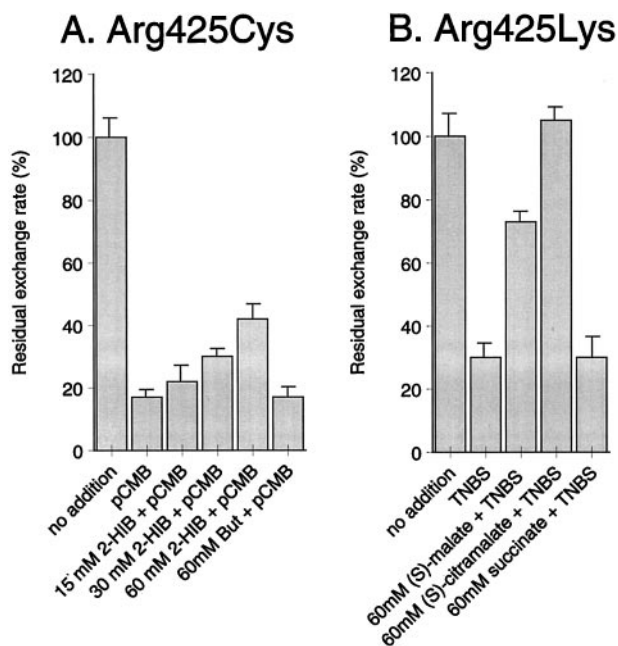 A. Arg425Cys
Residual exchange rate (%)
120
100
80
60
40
20
0
no addition
pCMB
15 mM 2-HIB + pCMB
30 mM 2-HIB + pCMB
60 mM 2-HIB + pCMB
60mM But + pCMB
B. Arg425Lys
Residual exchange rate (%)
120
100
80
60
40
20
0
no addition
TNBS
60mM (S)-malate + TNBS
60mM (S)-citramalate + TNBS
60mM succinate + TNBS